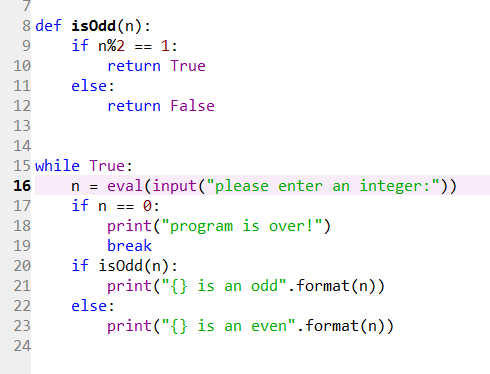 7
8 def isOdd(n):
9     if n%2 == 1:
10         return True
11     else:
12         return False
13
14
15 while True:
16     n = eval(input("please enter an integer:"))
17     if n == 0:
18         print("program is over!")
19         break
20     if isOdd(n):
21         print("{} is an odd".format(n))
22     else:
23         print("{} is an even".format(n))
24